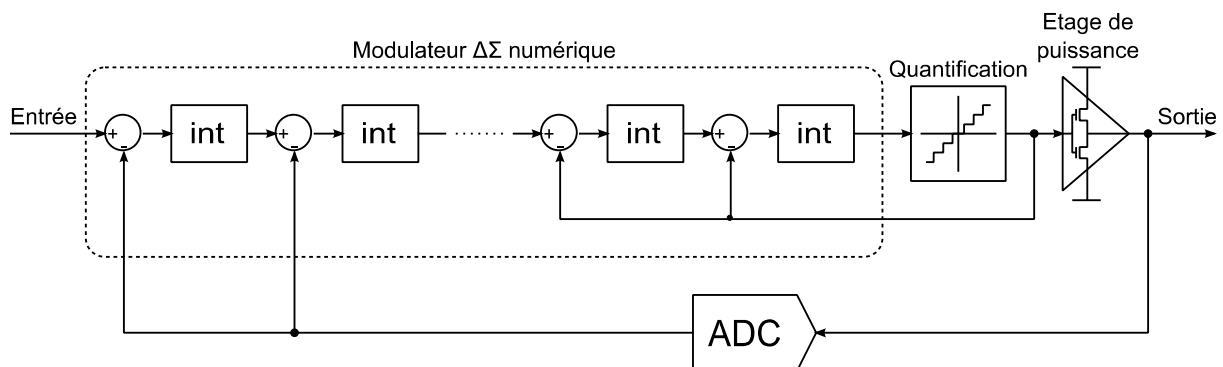 Etage de
puissance
Modulateur ΔΣ numérique
Quantification
Entrée
+
-
int
+
-
int
+
-
int
+
-
int
Sortie
ADC